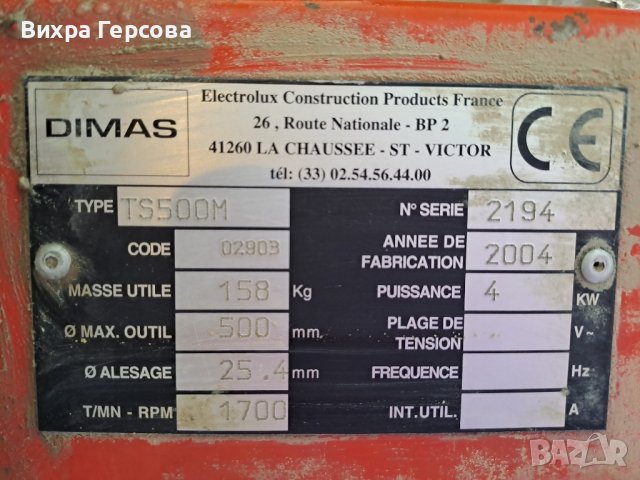 Вихра Герсова
DIMAS
Electrolux Construction Products France
26 , Route Nationale - BP 2
41260 LA CHAUSSEE - ST - VICTOR
tél: (33) 02.54.56.44.00
CE
TYPE TS500M N° SERIE 2194
CODE 02903 ANNEE DE FABRICATION 2004
MASSE UTILE 158 Kg PUISSANCE 4 KW
Ø MAX. OUTIL 500 mm PLAGE DE TENSION V~
Ø ALESAGE 25.4 mm FREQUENCE Hz
T/MN - RPM 1700 INT.UTIL. A
BAZAR